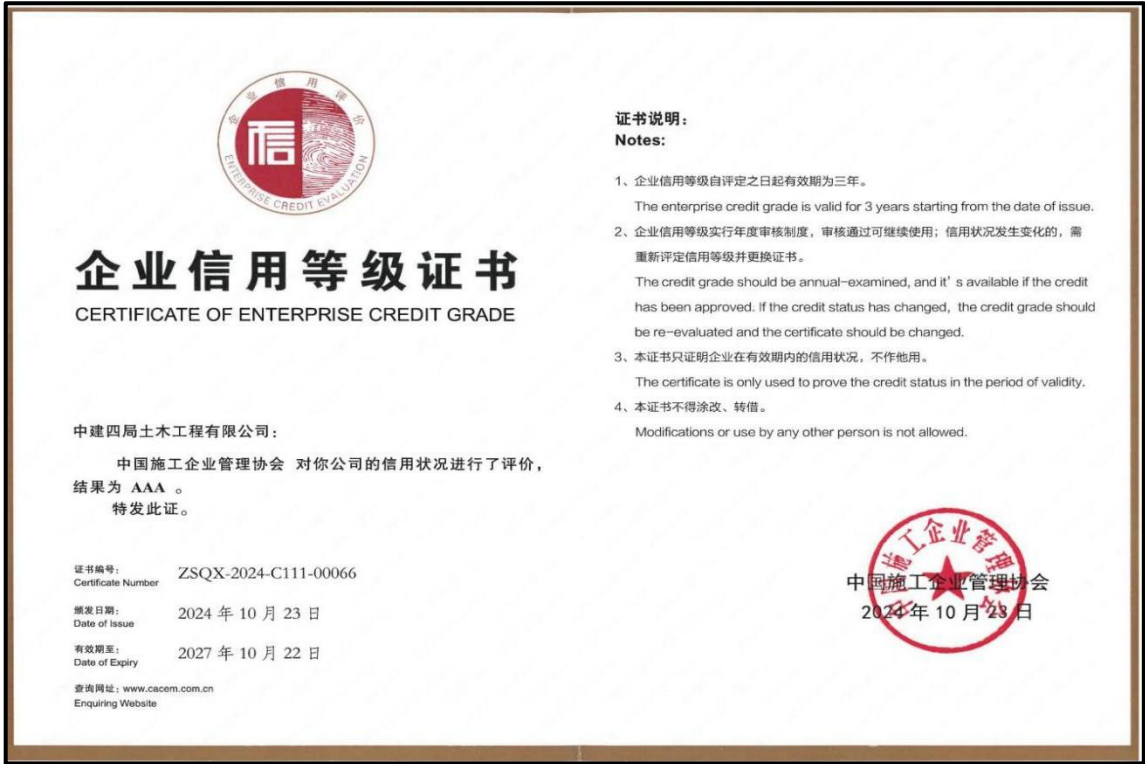 企业信用评价
信
ENTERPRISE CREDIT EVALUATION
企业信用等级证书
CERTIFICATE OF ENTERPRISE CREDIT GRADE
中建四局土木工程有限公司：
中国施工企业管理协会 对你公司的信用状况进行了评价，
结果为 AAA 。
特发此证。
证书编号：
Certificate Number
ZSQX-2024-C111-00066
颁发日期：
Date of Issue
2024 年 10 月 23 日
有效期至：
Date of Expiry
2027 年 10 月 22 日
查询网址：www.cacem.com.cn
Enquiring Website
证书说明：
Notes:
1、企业信用等级自评定之日起有效期为三年。
The enterprise credit grade is valid for 3 years starting from the date of issue.
2、企业信用等级实行年度审核制度，审核通过可继续使用；信用状况发生变化的，需
重新评定信用等级并更换证书。
The credit grade should be annual-examined, and it’s available if the credit
has been approved. If the credit status has changed, the credit grade should
be re-evaluated and the certificate should be changed.
3、本证书只证明企业在有效期内的信用状况，不作他用。
The certificate is only used to prove the credit status in the period of validity.
4、本证书不得涂改、转借。
Modifications or use by any other person is not allowed.
中国施工企业管理协会
中国施工企业管理协会
2024 年 10 月 23 日